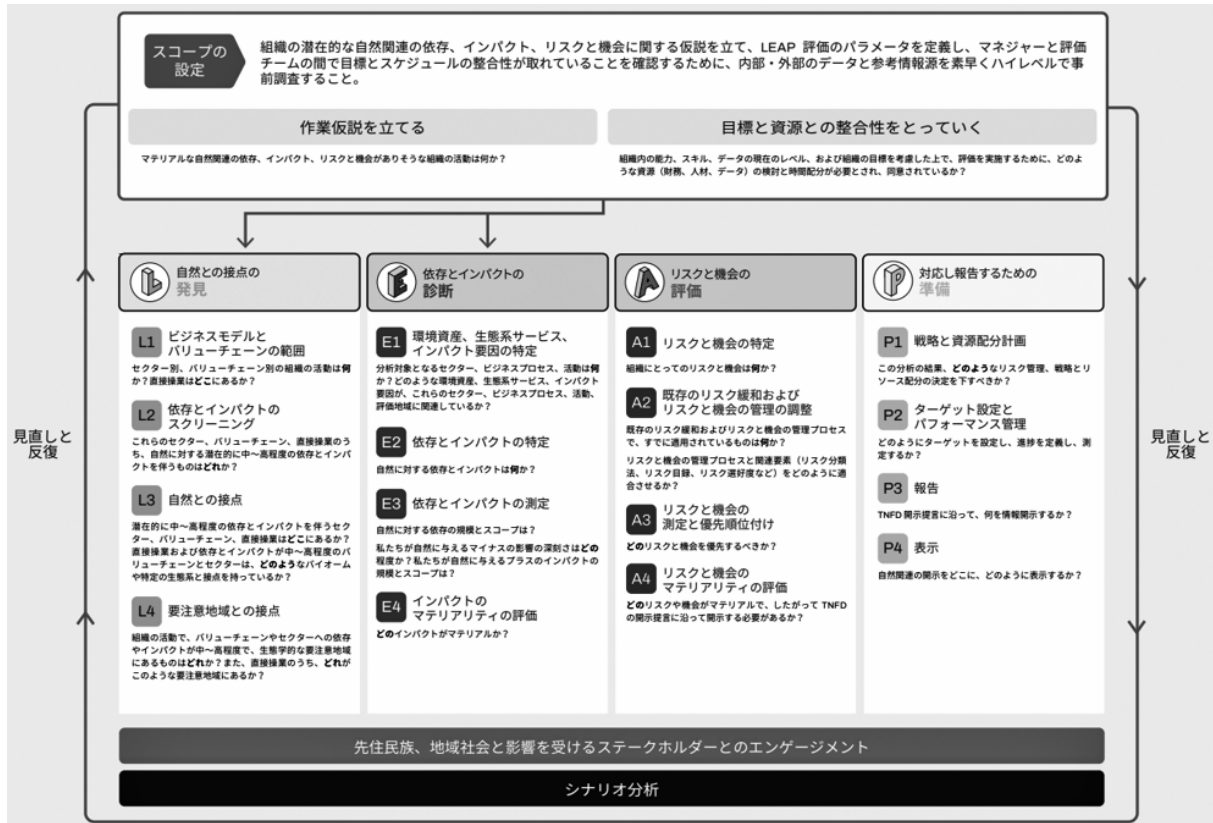 スコープの
設定
組織の潜在的な自然関連の依存、インパクト、リスクと機会に関する仮説を立て、LEAP 評価のパラメータを定義し、マネジャーと評価
チームの間で目標とスケジュールの整合性が取れていることを確認するために、内部・外部のデータと参考情報源を素早くハイレベルで事
前調査すること。
作業仮説を立てる
マテリアルな自然関連の依存、インパクト、リスクと機会がありそうな組織の活動は何か？
目標と資源との整合性をとっていく
組織内の能力、スキル、データの現在のレベル、および組織の目標を考慮した上で、評価を実施するために、どのよ
うな資源（財務、人材、データ）の検討と時間配分が必要とされ、同意されているか？
見直しと
反復
L 自然との接点の
発見
L1 ビジネスモデルと
バリューチェーンの範囲
セクター別、バリューチェーン別の組織の活動は何
か？直接操業はどこにあるか？
L2 依存とインパクトの
スクリーニング
これらのセクター、バリューチェーン、直接操業のう
ち、自然に対する潜在的に中～高程度の依存とインパ
クトを伴うものはどれか？
L3 自然との接点
潜在的に中～高程度の依存とインパクトを伴うセク
ター、バリューチェーン、直接操業はどこにあるか？
直接操業および依存とインパクトが中～高程度のバ
リューチェーンとセクターは、どのようなバイオーム
や特定の生態系と接点を持っているか？
L4 要注意地域との接点
組織の活動で、バリューチェーンやセクターへの依存
やインパクトが中～高程度で、生態学的な要注意地域
にあるものはどれか？また、直接操業のうち、どれが
このような要注意地域にあるか？
E 依存とインパクトの
診断
E1 環境資産、生態系サービス、
インパクト要因の特定
分析対象となるセクター、ビジネスプロセス、活動は何
か？どのような環境資産、生態系サービス、インパクト
要因が、これらのセクター、ビジネスプロセス、活動、
評価地域に関連しているか？
E2 依存とインパクトの特定
自然に対する依存とインパクトは何か？
E3 依存とインパクトの測定
自然に対する依存の規模とスコープは？
私たちが自然に与えるマイナスの影響の深刻さはどの
程度か？私たちが自然に与えるプラスのインパクトの
規模とスコープは？
E4 インパクトの
マテリアリティの評価
どのインパクトがマテリアルか？
A リスクと機会の
評価
A1 リスクと機会の特定
組織にとってのリスクと機会は何か？
A2 既存のリスク緩和および
リスクと機会の管理の調整
既存のリスク緩和およびリスクと機会の管理プロセス
で、すでに適用されているものは何か？
リスクと機会の管理プロセスと関連要素（リスク分類
法、リスク目録、リスク選好度など）をどのように適
合させるか？
A3 リスクと機会の
測定と優先順位付け
どのリスクと機会を優先するべきか？
A4 リスクと機会の
マテリアリティの評価
どのリスクや機会がマテリアルで、したがって TNFD
の開示提言に沿って開示する必要があるか？
P 対応し報告するための
準備
P1 戦略と資源配分計画
この分析の結果、どのようなリスク管理、戦略とリ
ソース配分の決定を下すべきか？
P2 ターゲット設定と
パフォーマンス管理
どのようにターゲットを設定し、進捗を定義し、測
定するか？
P3 報告
TNFD 開示提言に沿って、何を情報開示するか？
P4 表示
自然関連の開示をどこに、どのように表示するか？
見直しと
反復
先住民族、地域社会と影響を受けるステークホルダーとのエンゲージメント
シナリオ分析